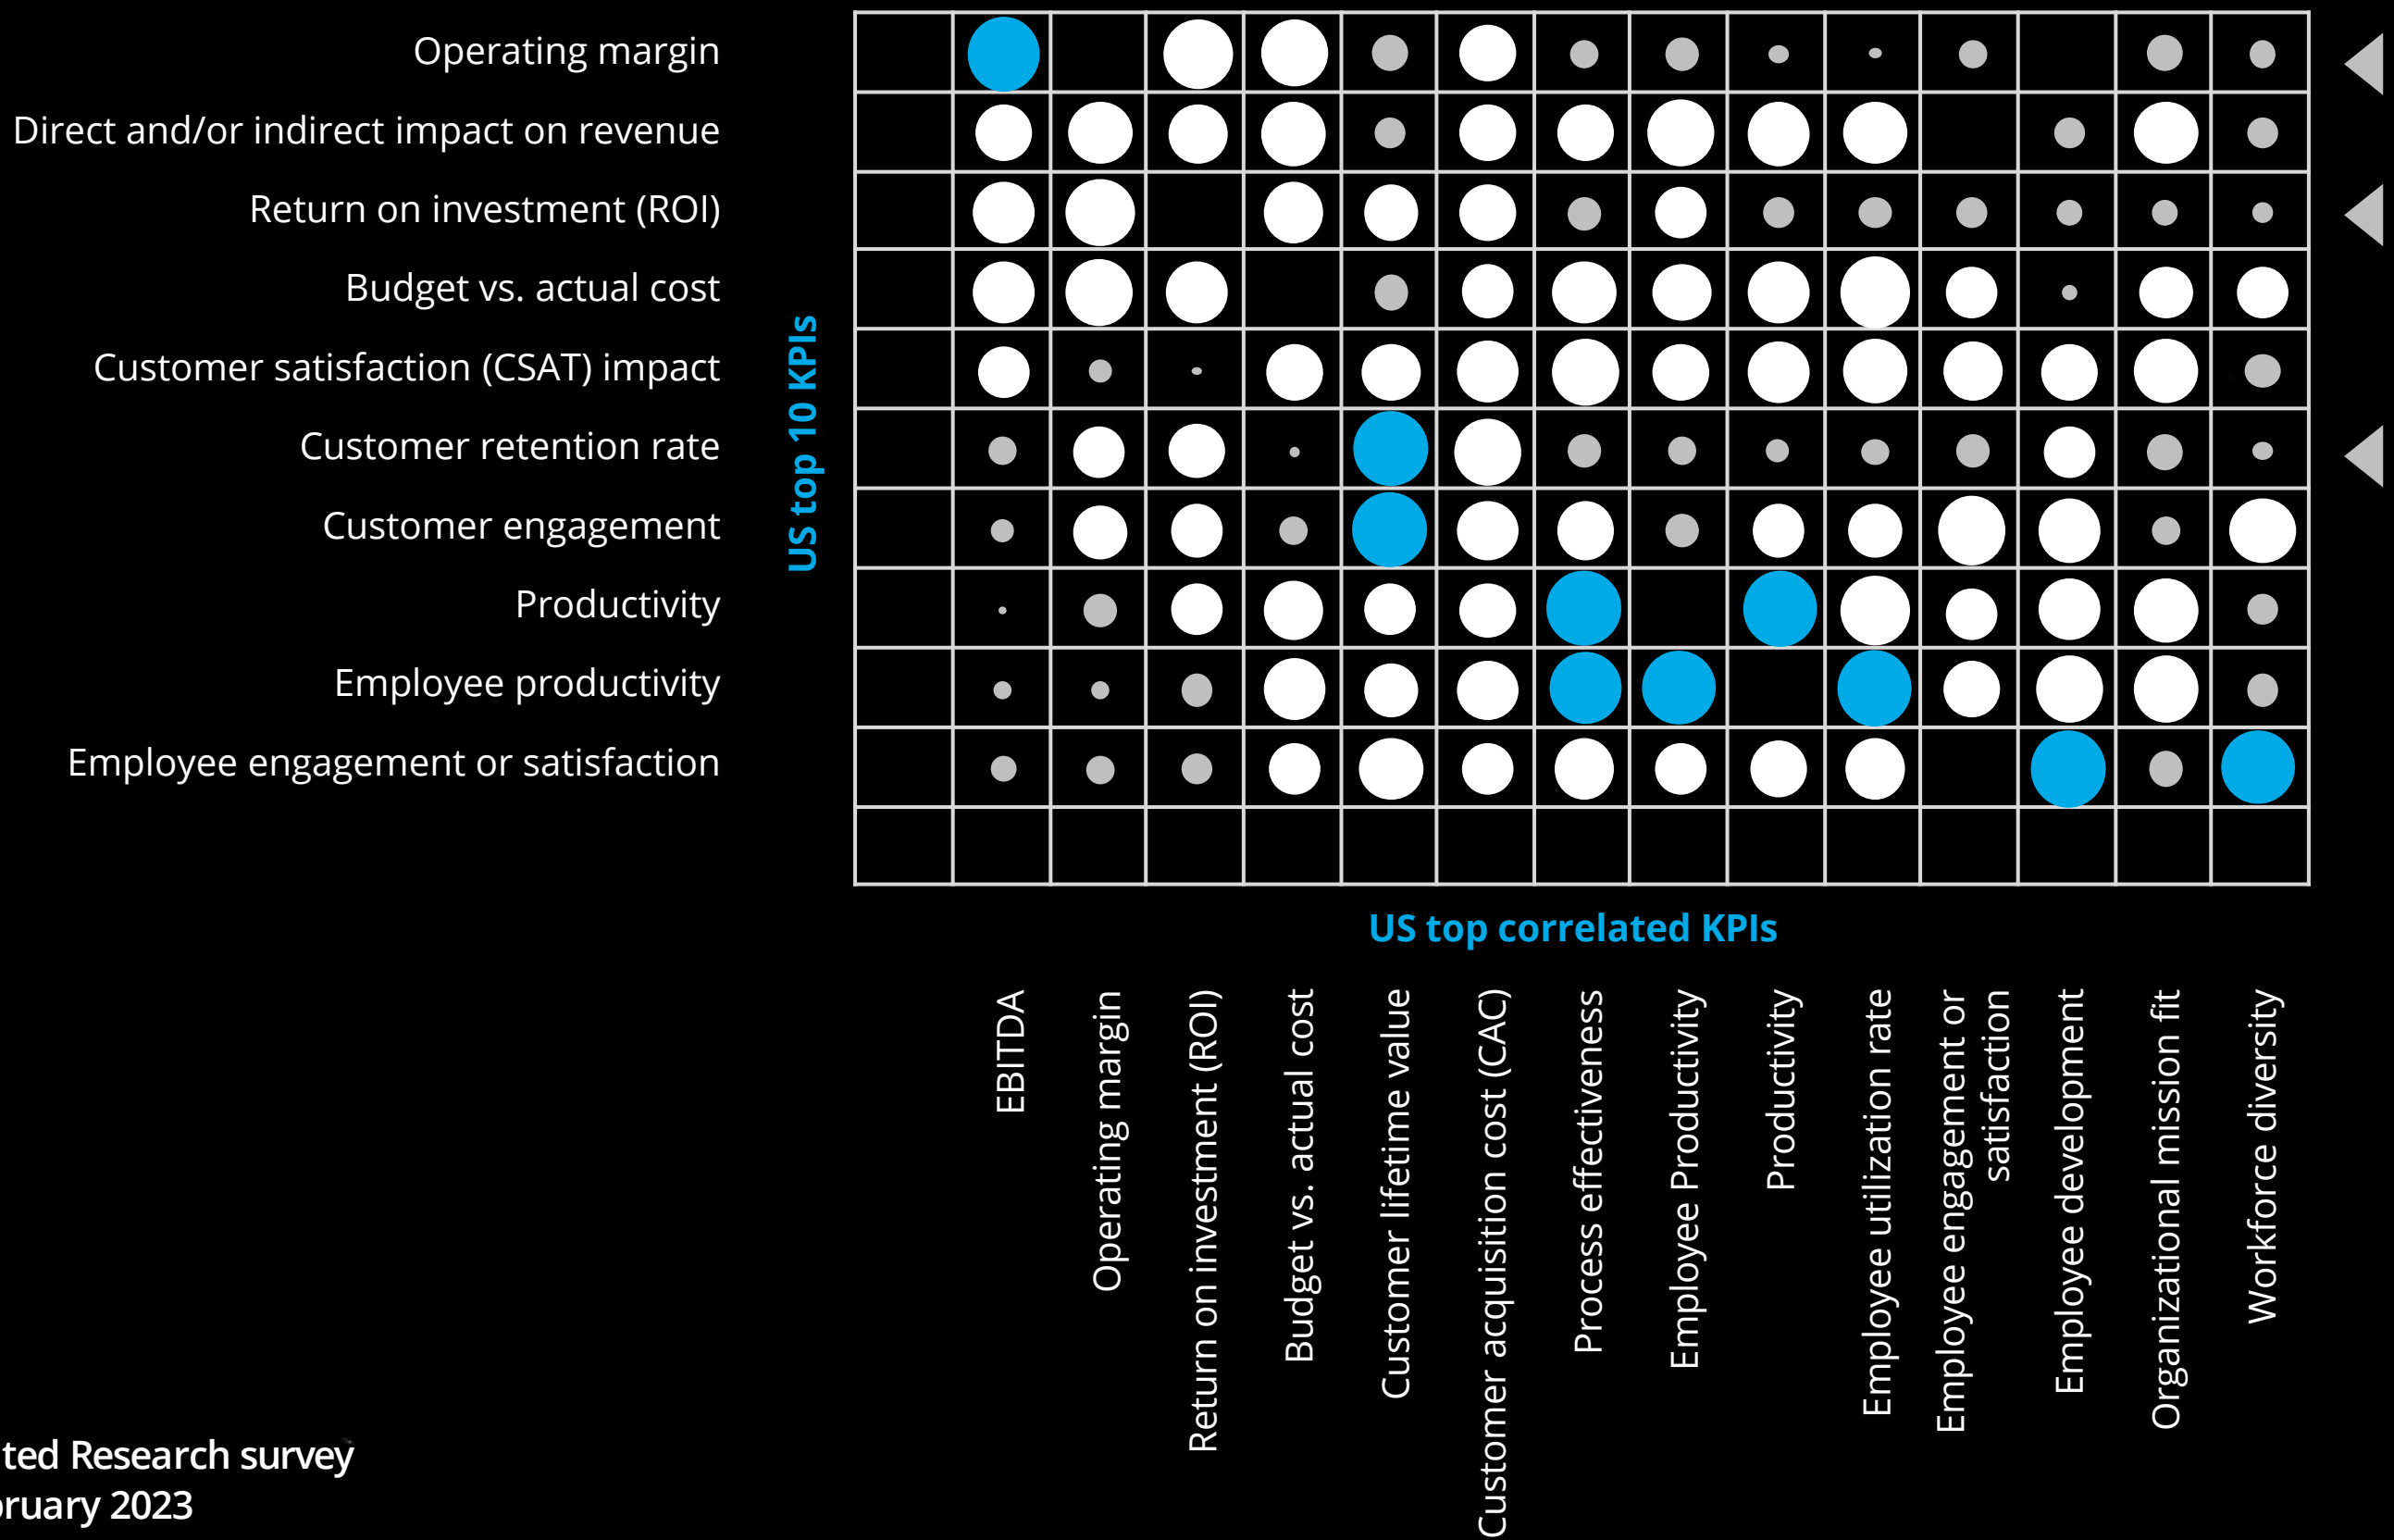 Operating margin
Direct and/or indirect impact on revenue
Return on investment (ROI)
Budget vs. actual cost
Customer satisfaction (CSAT) impact
Customer retention rate
Customer engagement
Productivity
Employee productivity
Employee engagement or satisfaction
US top 10 KPIs
US top correlated KPIs
EBITDA
Operating margin
Return on investment (ROI)
Budget vs. actual cost
Customer lifetime value
Customer acquisition cost (CAC)
Process effectiveness
Employee Productivity
Productivity
Employee utilization rate
Employee engagement or
satisfaction
Employee development
Organizational mission fit
Workforce diversity
ted Research survey
ruary 2023